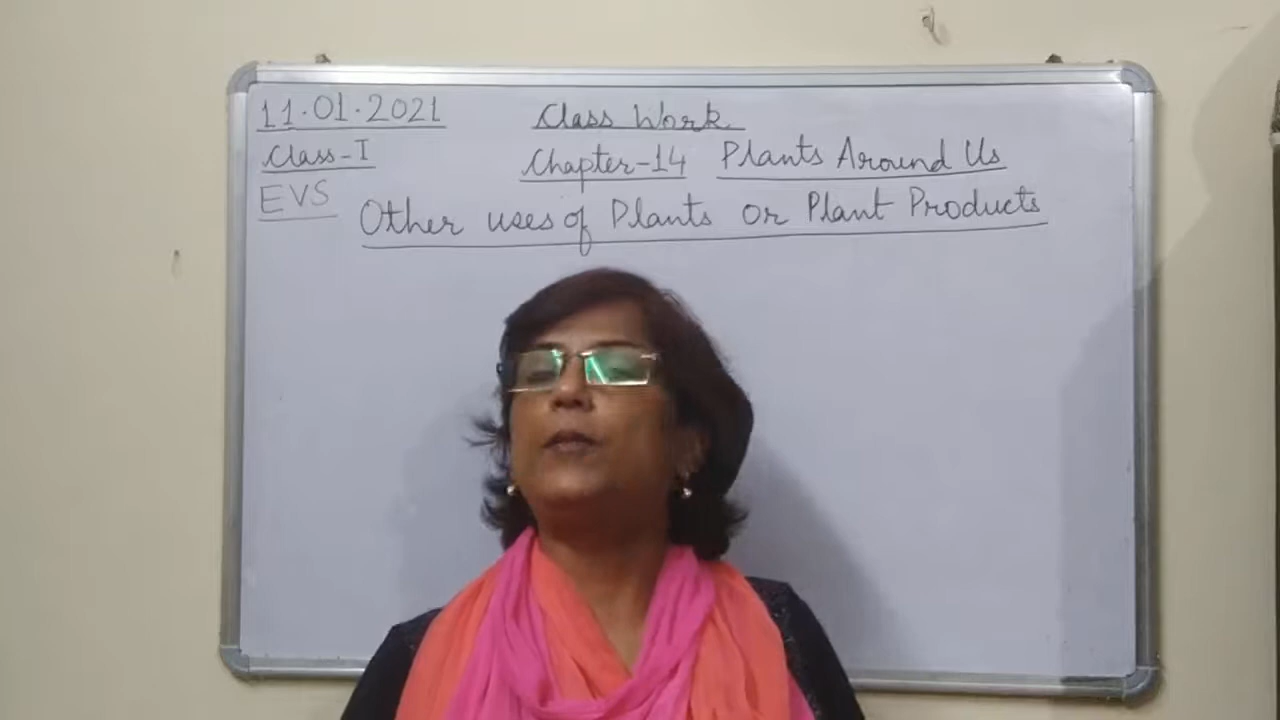 11.01.2021 Class Work
Class-I Chapter-14 Plants Around Us
EVS
Other uses of Plants or Plant Products